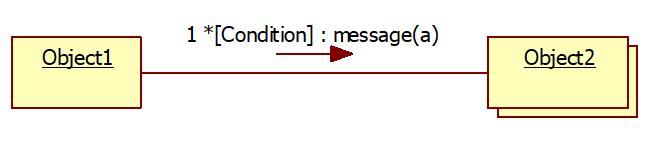 1 *[Condition] : message(a)
Object1
Object2